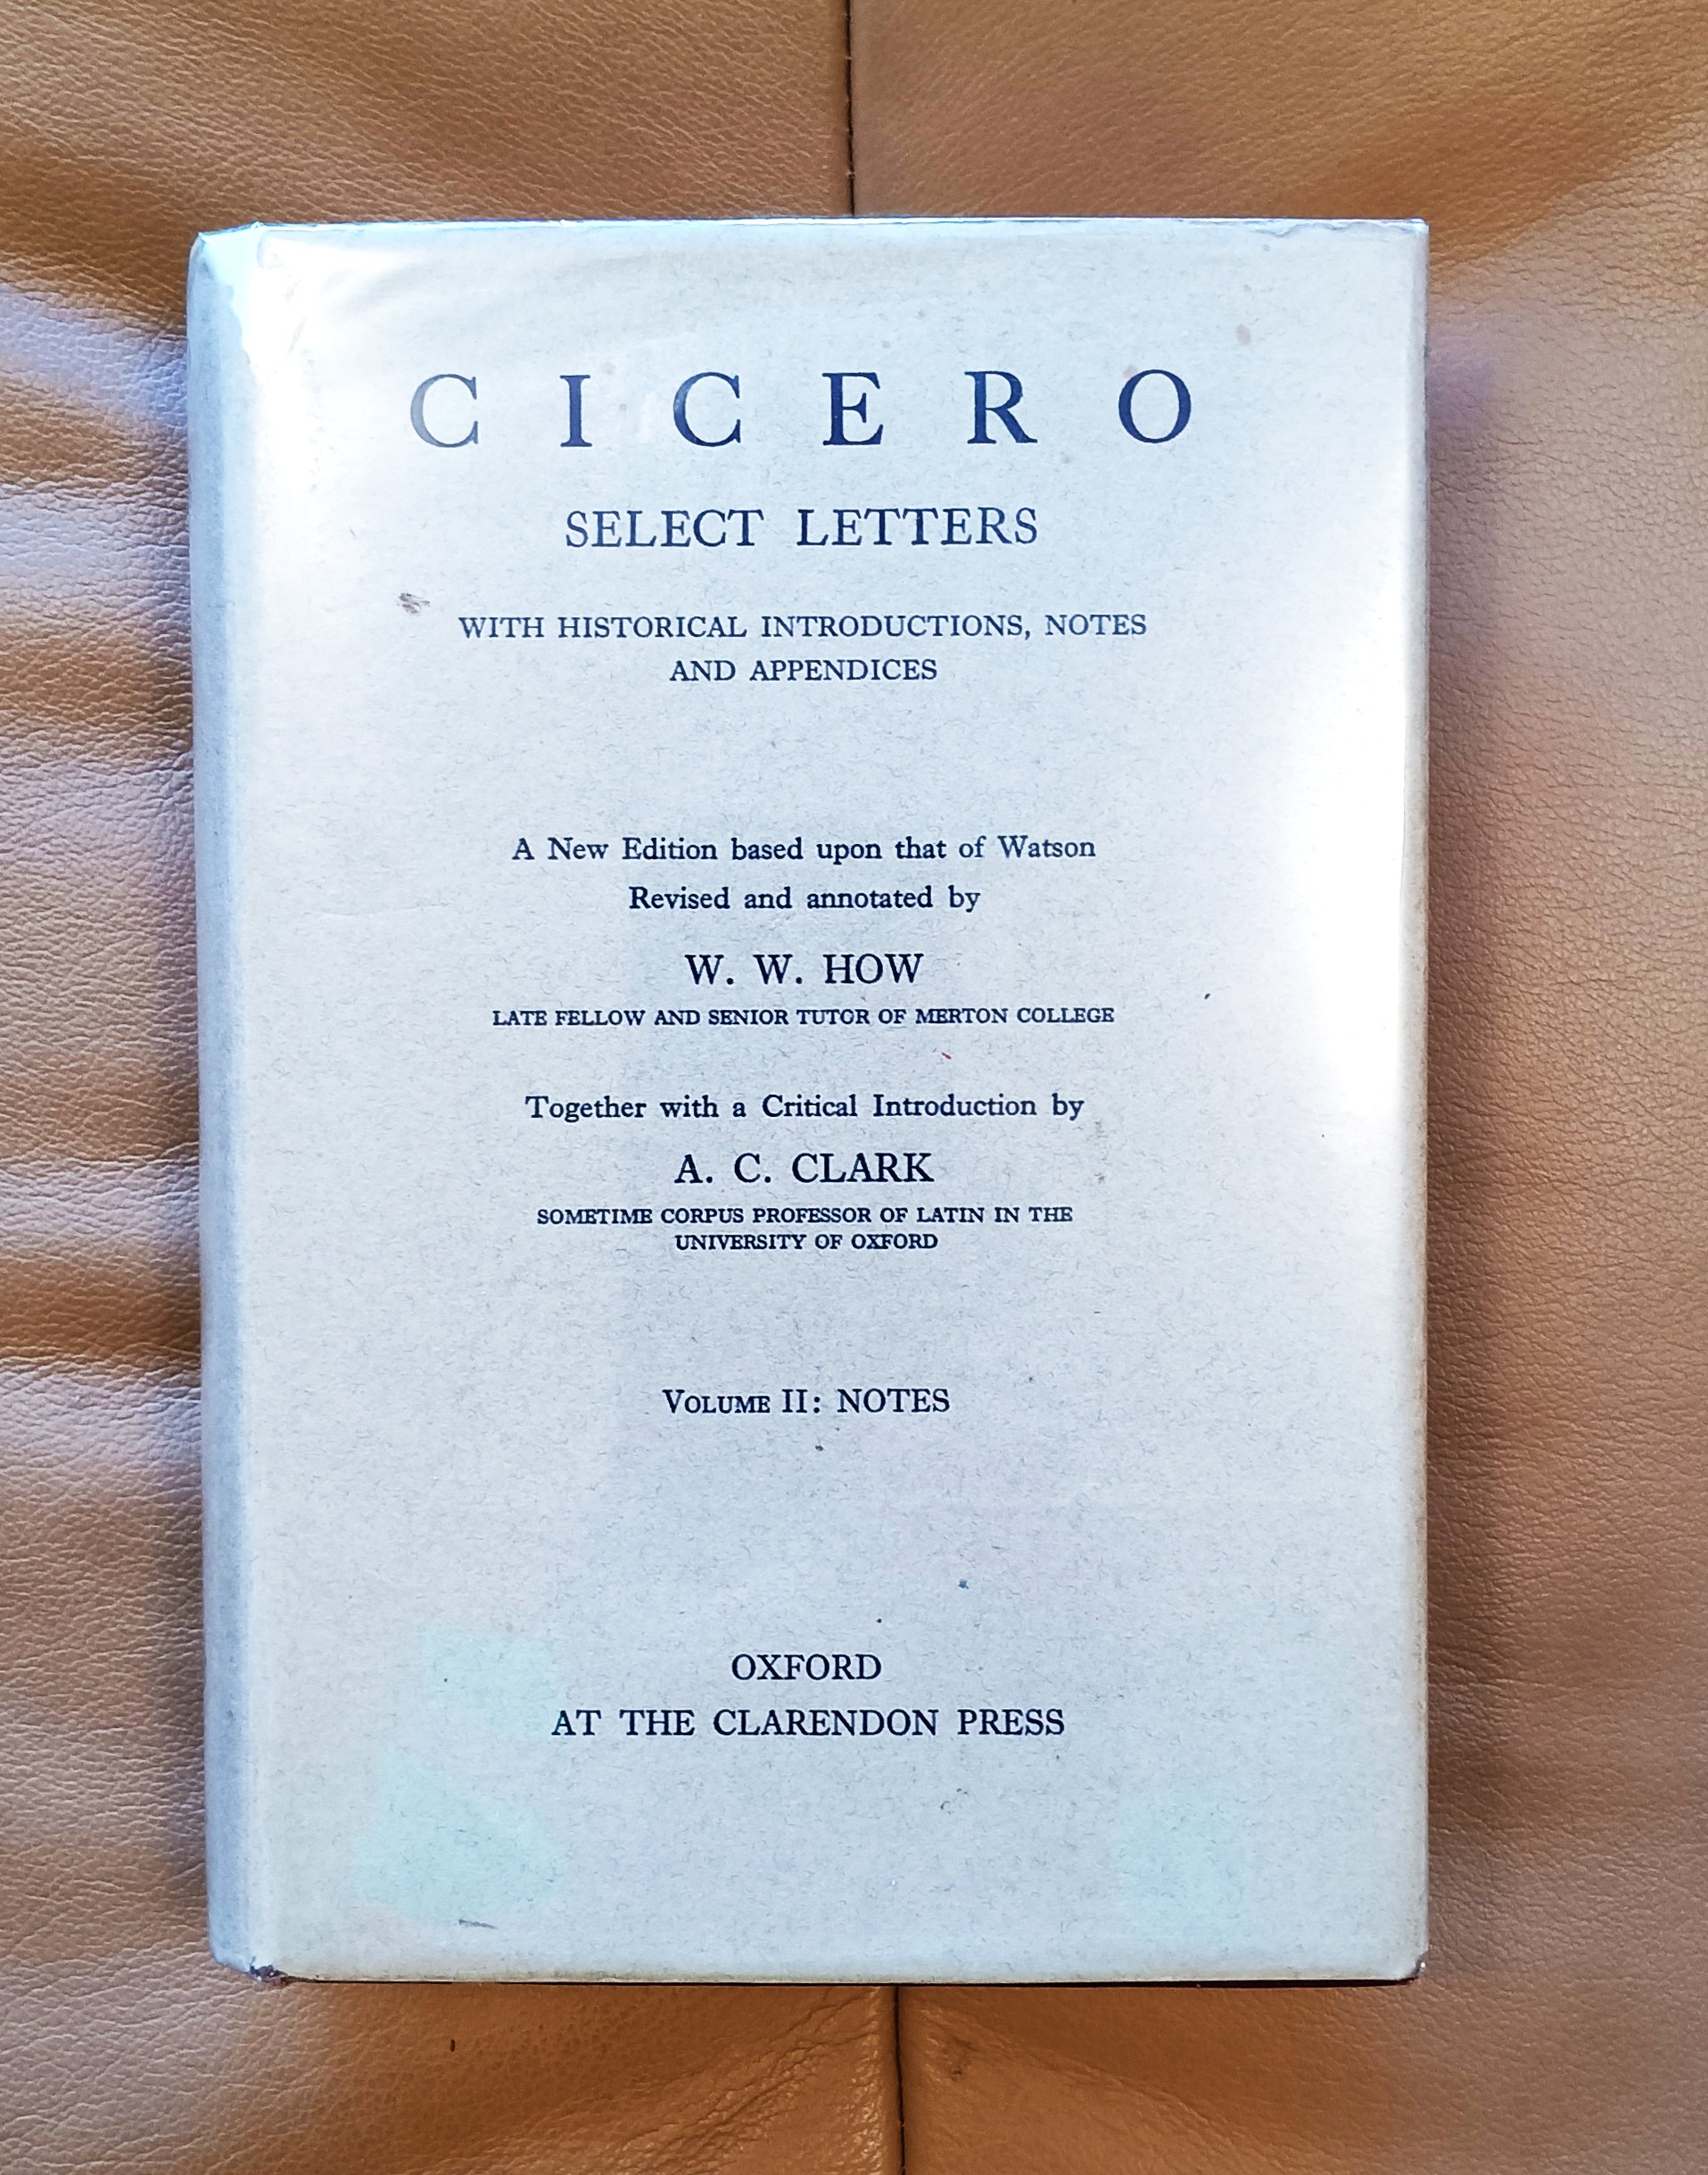 CICERO
SELECT LETTERS
WITH HISTORICAL INTRODUCTIONS, NOTES
AND APPENDICES
A New Edition based upon that of Watson
Revised and annotated by
W. W. HOW
LATE FELLOW AND SENIOR TUTOR OF MERTON COLLEGE
Together with a Critical Introduction by
A. C. CLARK
SOMETIME CORPUS PROFESSOR OF LATIN IN THE
UNIVERSITY OF OXFORD
VOLUME II: NOTES
OXFORD
AT THE CLARENDON PRESS